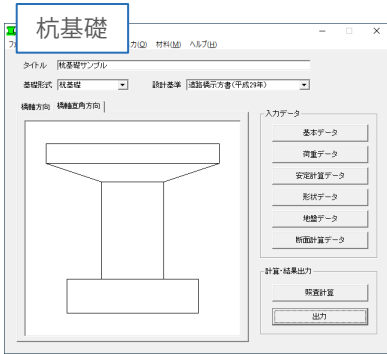 杭基礎
力(O) 材料(M) ヘルプ(H)
タイトル 杭基礎サンプル
基礎形式 杭基礎 設計基準 道路橋示方書(平成29年)
橋軸方向 橋軸直角方向
入力データ
基本データ
荷重データ
安定計算データ
形状データ
地盤データ
断面計算データ
計算・結果出力
照査計算
出力